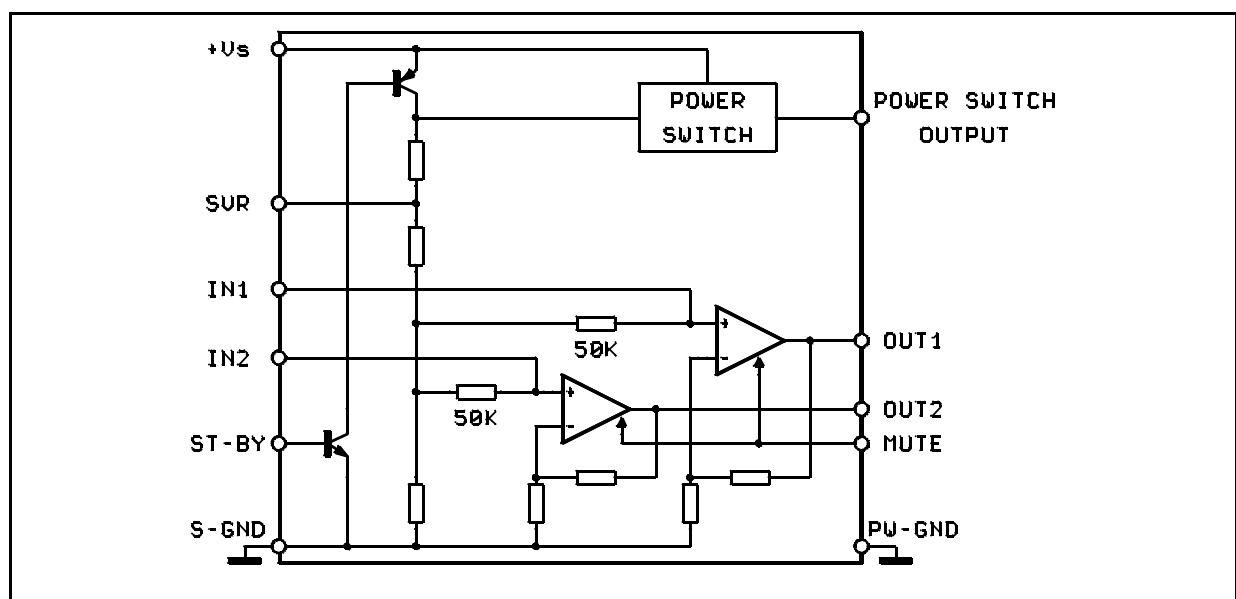 +Vs
POWER
SWITCH
POWER SWITCH
OUTPUT
SVR
IN1
+
50K
-
OUT1
IN2
50K
+
-
OUT2
ST-BY
MUTE
S-GND
PW-GND